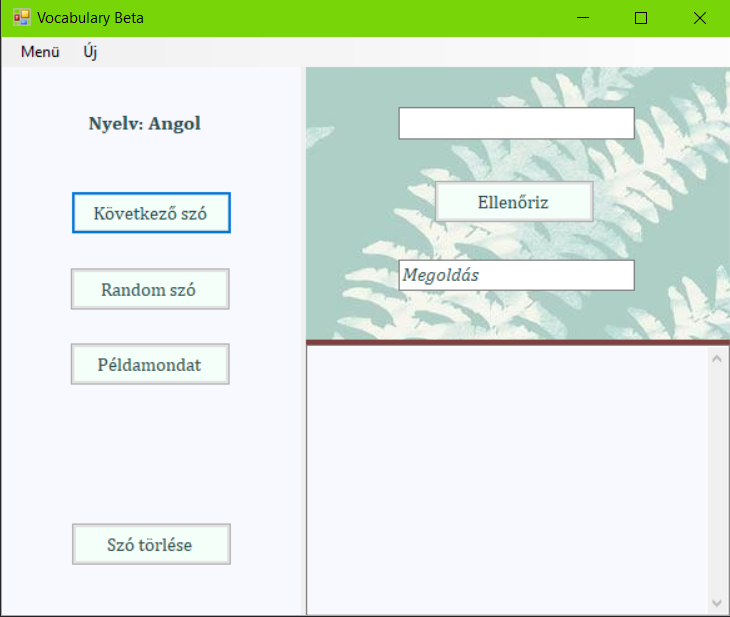 Vocabulary Beta
Menü Új
Nyelv: Angol
Következő szó
Random szó
Példamondat
Szó törlése
Ellenőriz
Megoldás